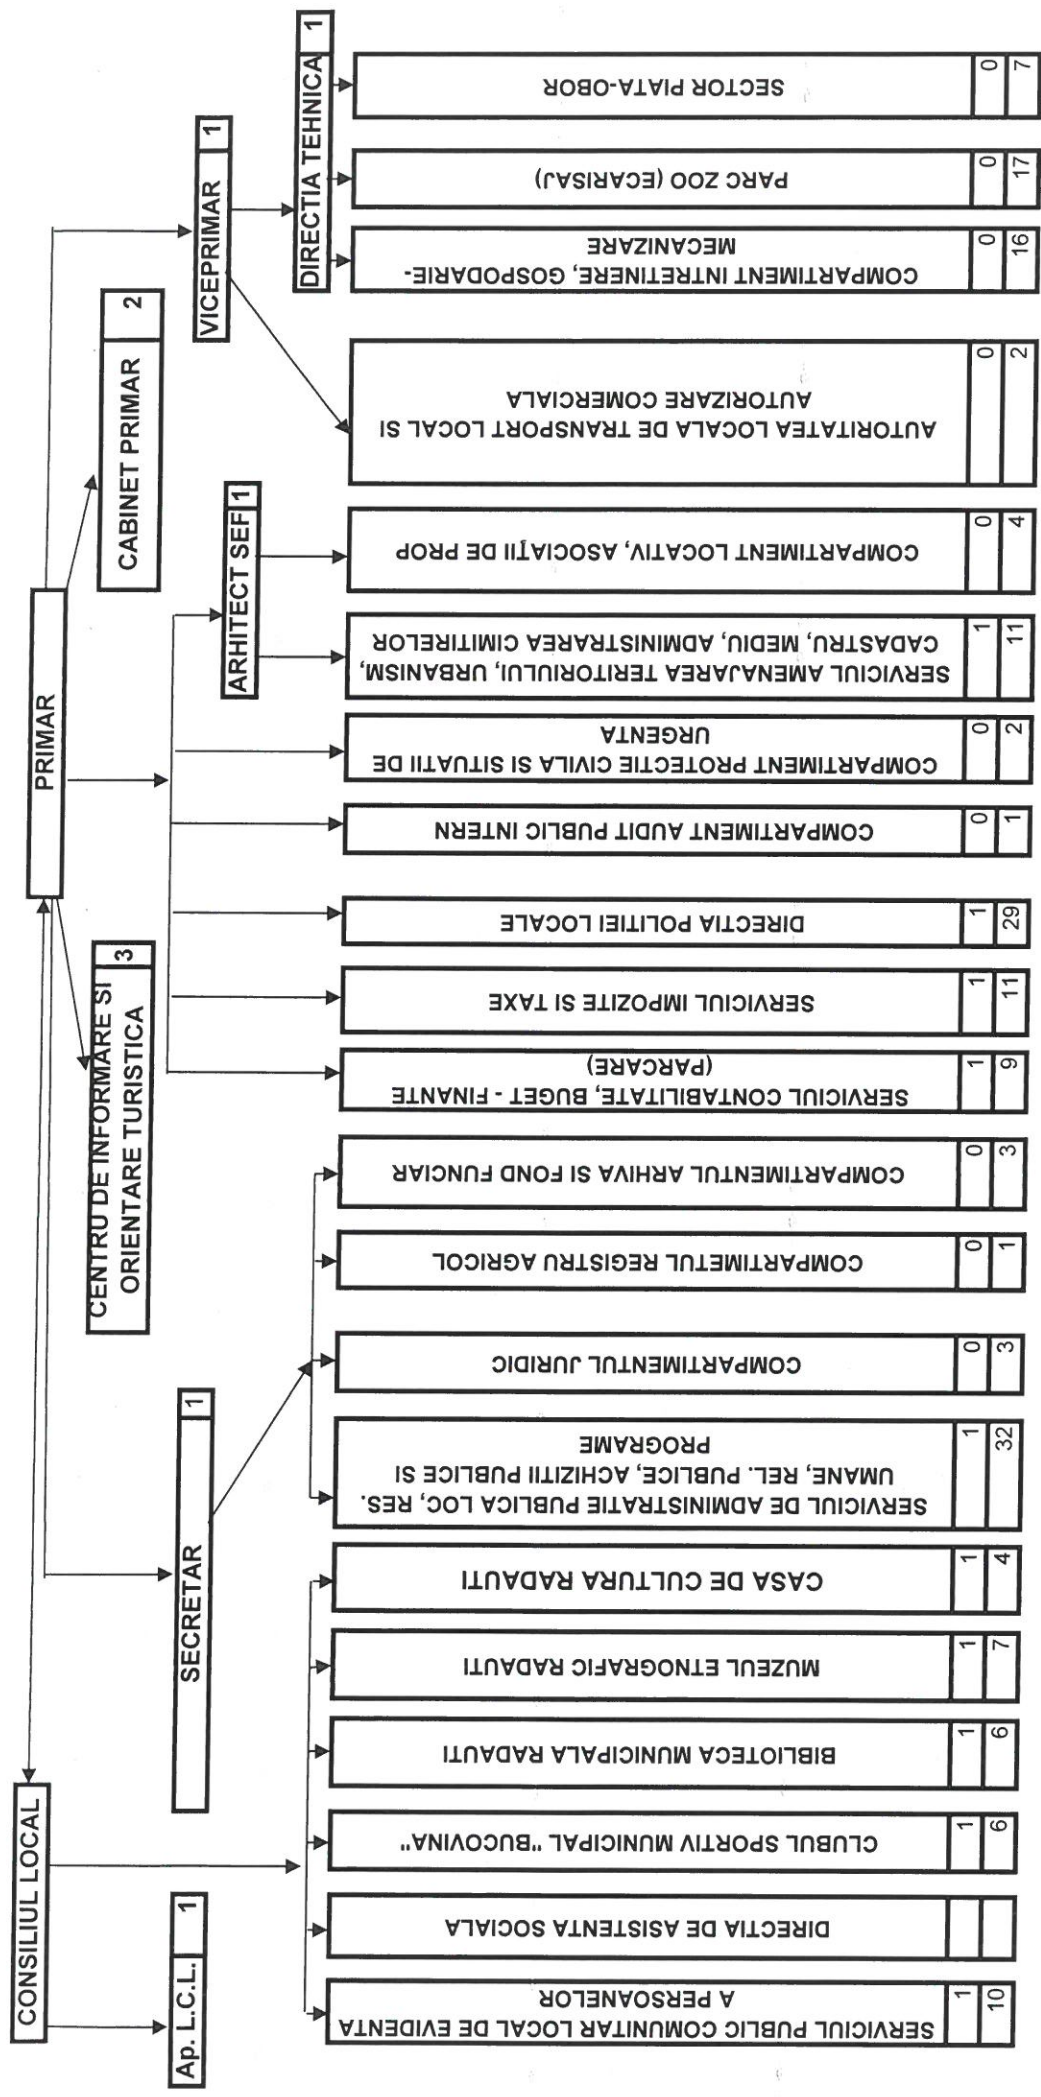 CONSILIUL LOCAL
PRIMAR
Ap. L.C.L. 1
SECRETAR 1
CENTRU DE INFORMARE SI
ORIENTARE TURISTICA
3
CABINET PRIMAR 2
VICEPRIMAR 1
ARHITECT SEF 1
DIRECTIA TEHNICA 1
SERVICIUL PUBLIC COMUNITAR LOCAL DE EVIDENTA
A PERSOANELOR
1
10
DIRECTIA DE ASISTENTA SOCIALA
CLUBUL SPORTIV MUNICIPAL "BUCOVINA"
1
6
BIBLIOTECA MUNICIPALA RADAUTI
1
6
MUZEUL ETNOGRAFIC RADAUTI
1
7
CASA DE CULTURA RADAUTI
1
4
SERVICIUL DE ADMINISTRATIE PUBLICA LOC, RES.
UMANE, REL. PUBLICE, ACHIZITII PUBLICE SI
PROGRAME
1
32
COMPARTIMENTUL JURIDIC
0
3
COMPARTIMETUL REGISTRU AGRICOL
0
1
COMPARTIMENTUL ARHIVA SI FOND FUNCIAR
0
3
SERVICIUL CONTABILITATE, BUGET - FINANTE
(PARCARE)
1
9
SERVICIUL IMPOZITE SI TAXE
1
11
DIRECTIA POLITIEI LOCALE
1
29
COMPARTIMENT AUDIT PUBLIC INTERN
0
1
COMPARTIMENT PROTECTIE CIVILA SI SITUATII DE
URGENTA
0
2
SERVICIUL AMENAJAREA TERITORIULUI, URBANISM,
CADASTRU, MEDIU, ADMINISTRAREA CIMITIRELOR
1
11
COMPARTIMENT LOCATIV, ASOCIAȚII DE PROP
0
4
AUTORITATEA LOCALA DE TRANSPORT LOCAL SI
AUTORIZARE COMERCIALA
0
2
COMPARTIMENT INTRETINERE, GOSPODARIE-
MECANIZARE
0
16
PARC ZOO (ECARISAJ)
0
17
SECTOR PIATA-OBOR
0
7